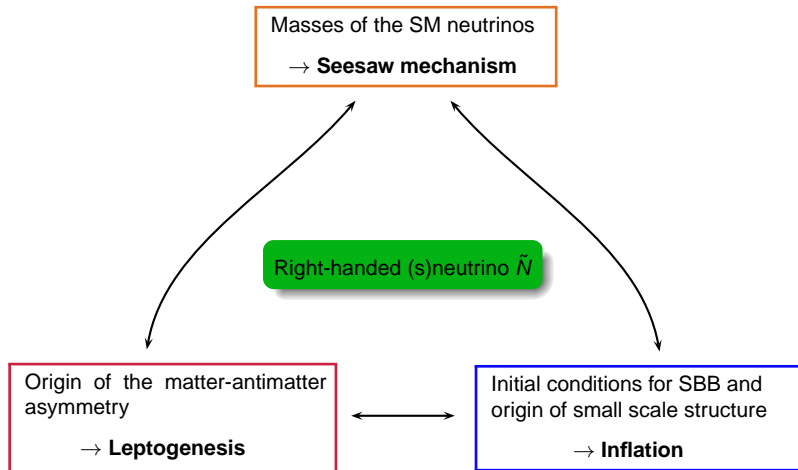 Masses of the SM neutrinos
→ Seesaw mechanism
Right-handed (s)neutrino Ñ
Origin of the matter-antimatter
asymmetry
→ Leptogenesis
Initial conditions for SBB and
origin of small scale structure
→ Inflation